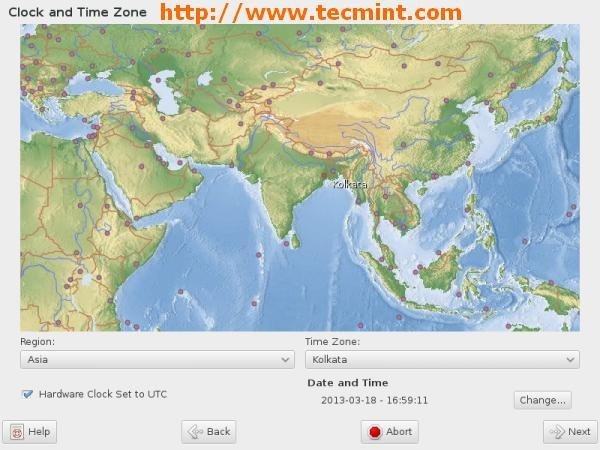 Clock and Time Zone
http://www.tecmint.com
Kolkata
Region:
Time Zone:
Asia
Kolkata
Hardware Clock Set to UTC
Date and Time
2013-03-18 - 16:59:11
Change...
Help
Back
Abort
Next